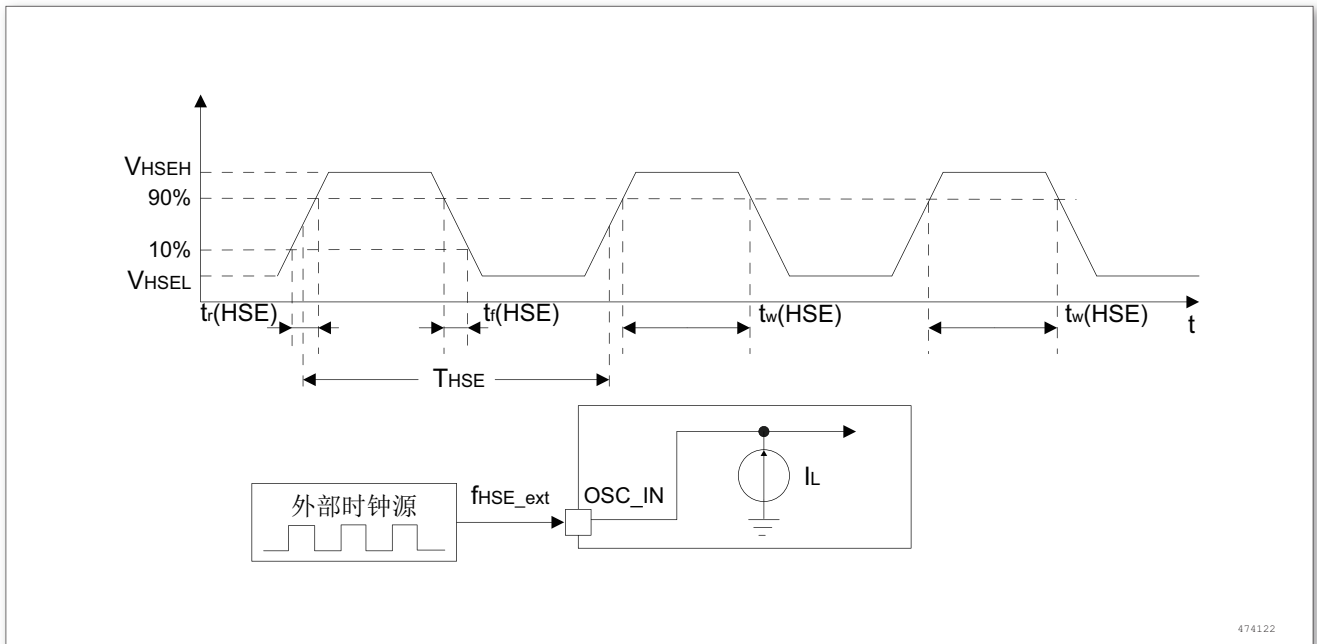 VHSEH
90%
10%
VHSEL
tr(HSE)
tf(HSE)
tw(HSE)
tw(HSE)
t
THSE
外部时钟源
fHSE_ext
OSC_IN
IL
474122